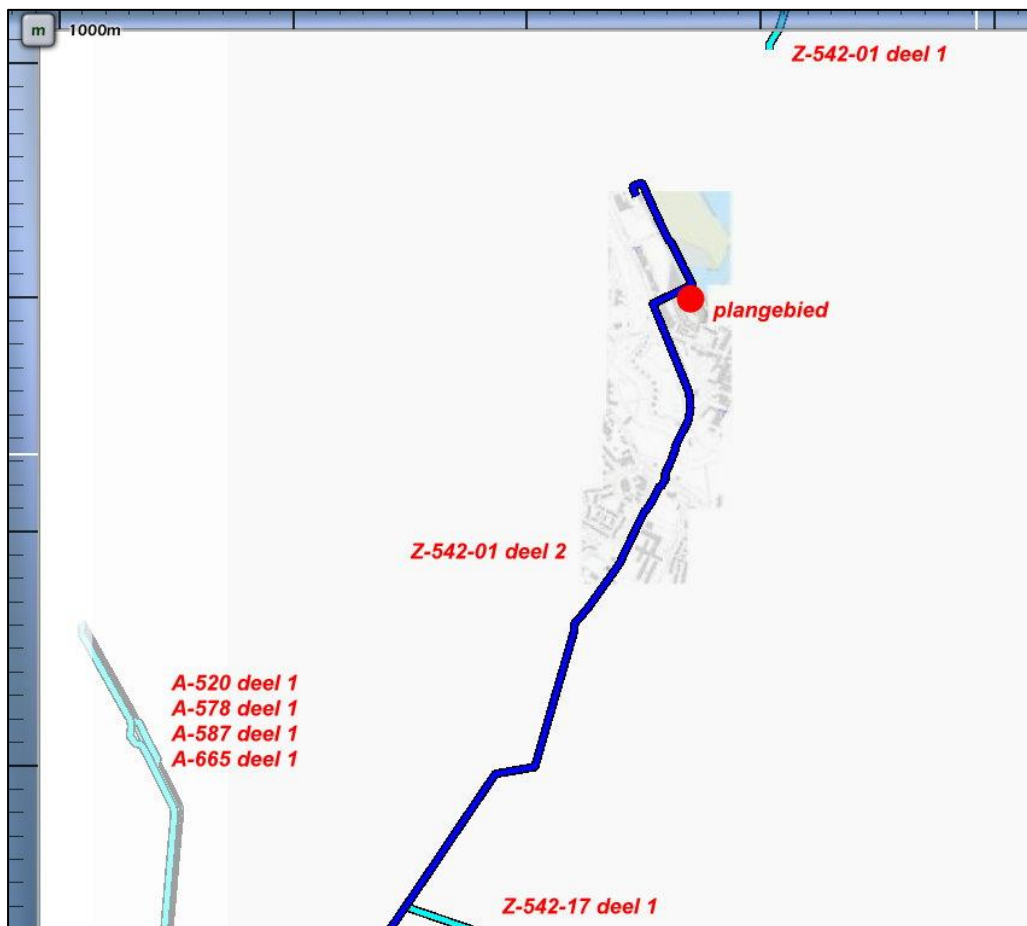 m
1000m
Z-542-01 deel 1
plangebied
Z-542-01 deel 2
A-520 deel 1
A-578 deel 1
A-587 deel 1
A-665 deel 1
Z-542-17 deel 1